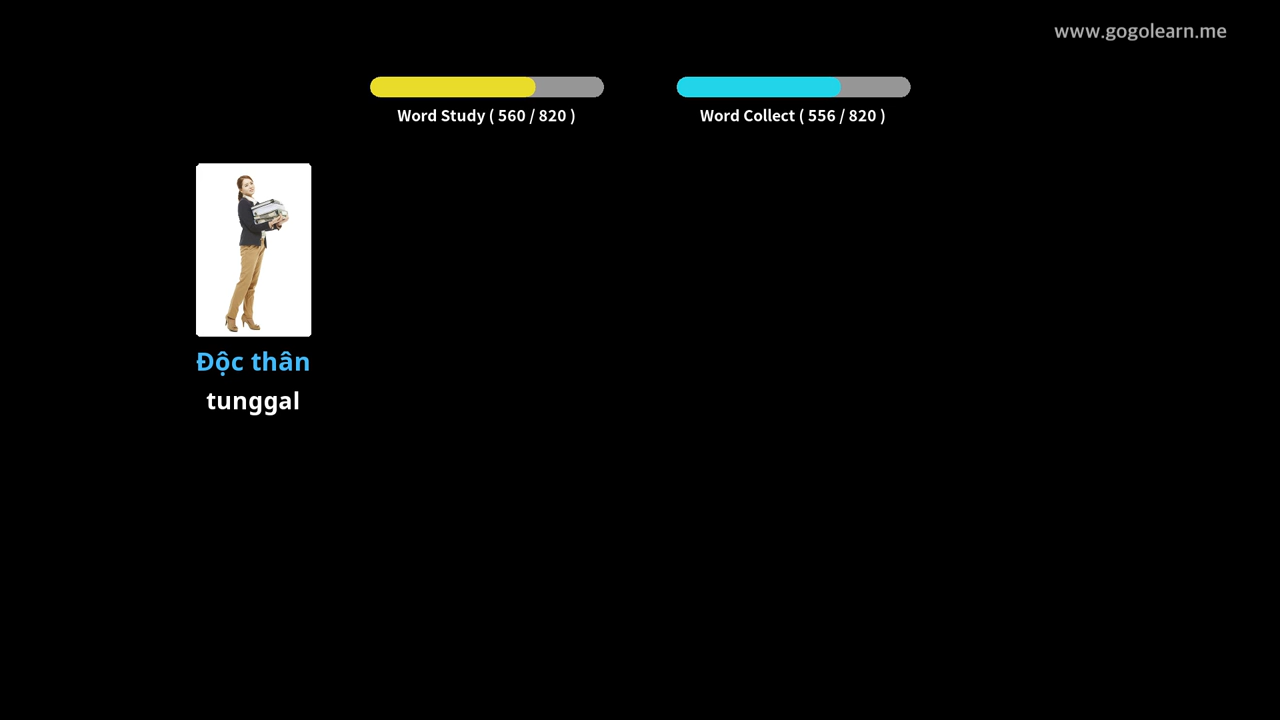 www.gogolearn.me
Word Study ( 560 / 820 )
Word Collect ( 556 / 820 )
Độc thân
tunggal